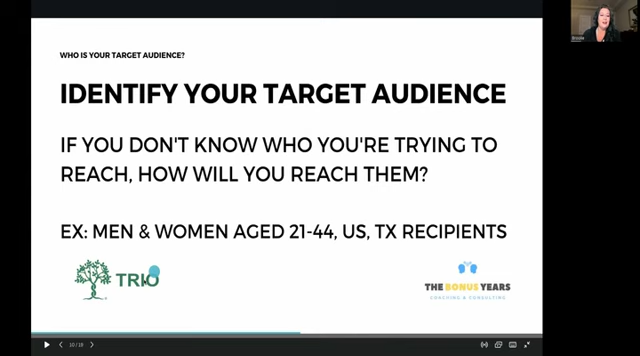 WHO IS YOUR TARGET AUDIENCE?
IDENTIFY YOUR TARGET AUDIENCE
IF YOU DON'T KNOW WHO YOU'RE TRYING TO
REACH, HOW WILL YOU REACH THEM?
EX: MEN & WOMEN AGED 21-44, US, TX RECIPIENTS
TRIO
THE BONUS YEARS
COACHING & CONSULTING
10/19